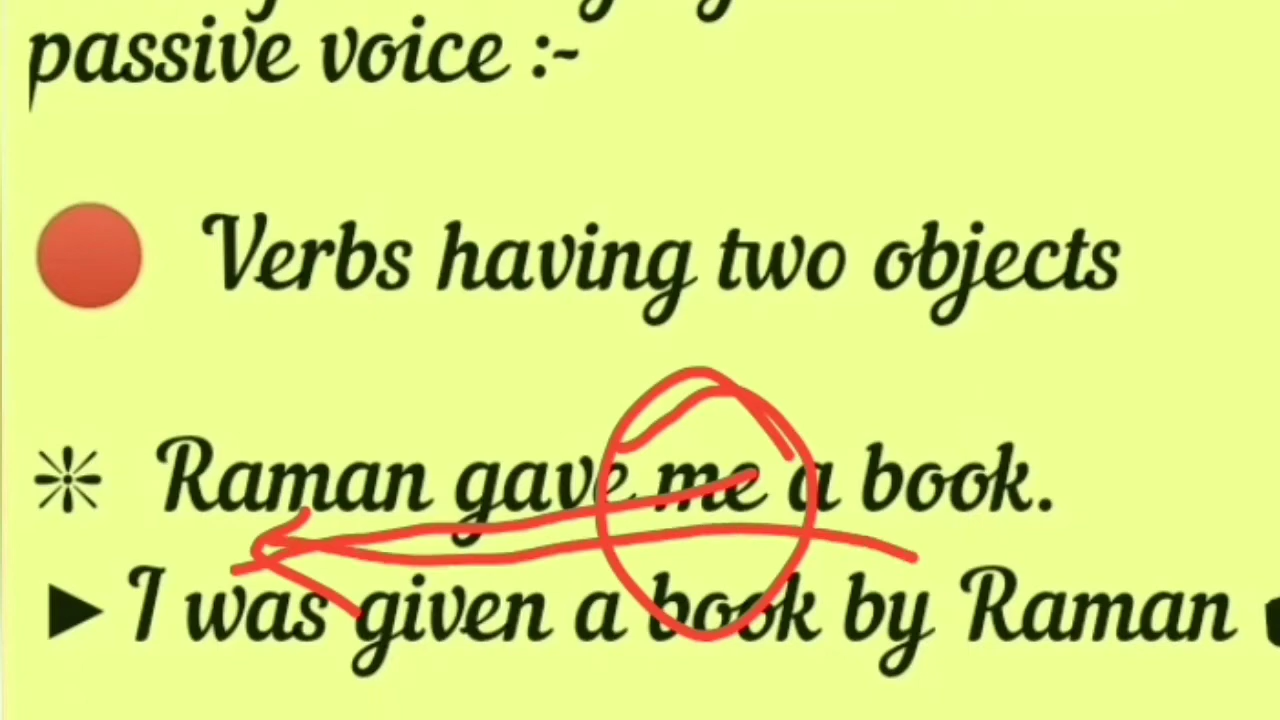 passive voice :-
Verbs having two objects
Raman gave me a book.
I was given a book by Raman